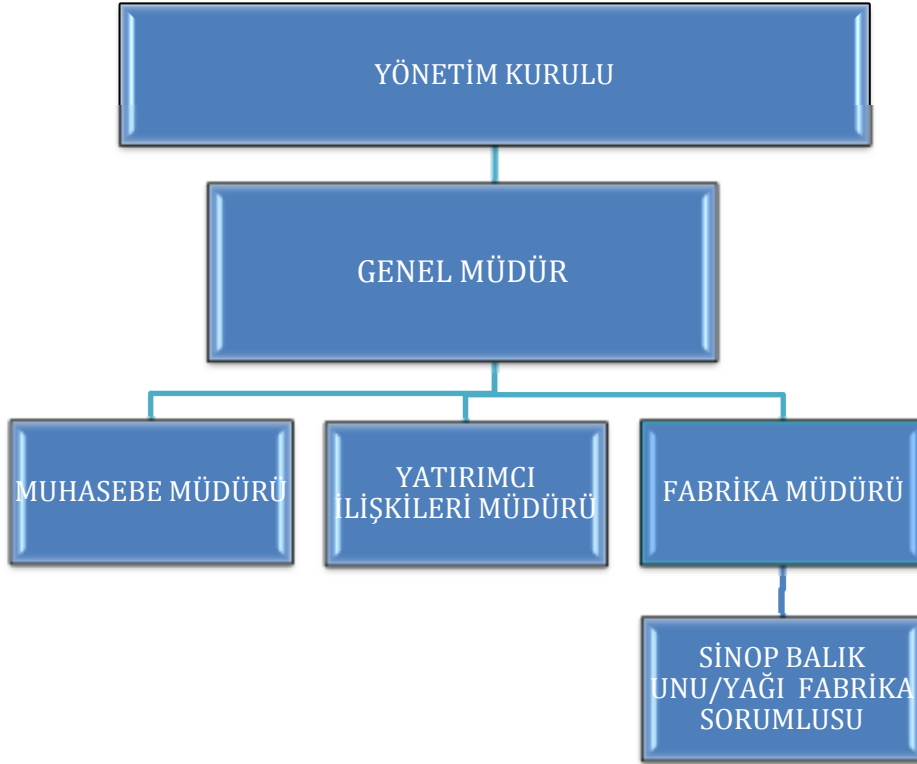 YÖNETİM KURULU
GENEL MÜDÜR
MUHASEBE MÜDÜRÜ
YATIRIMCI
İLİŞKİLERİ MÜDÜRÜ
FABRİKA MÜDÜRÜ
SİNOP BALIK
UNU/YAĞI FABRİKA
SORUMLUSU